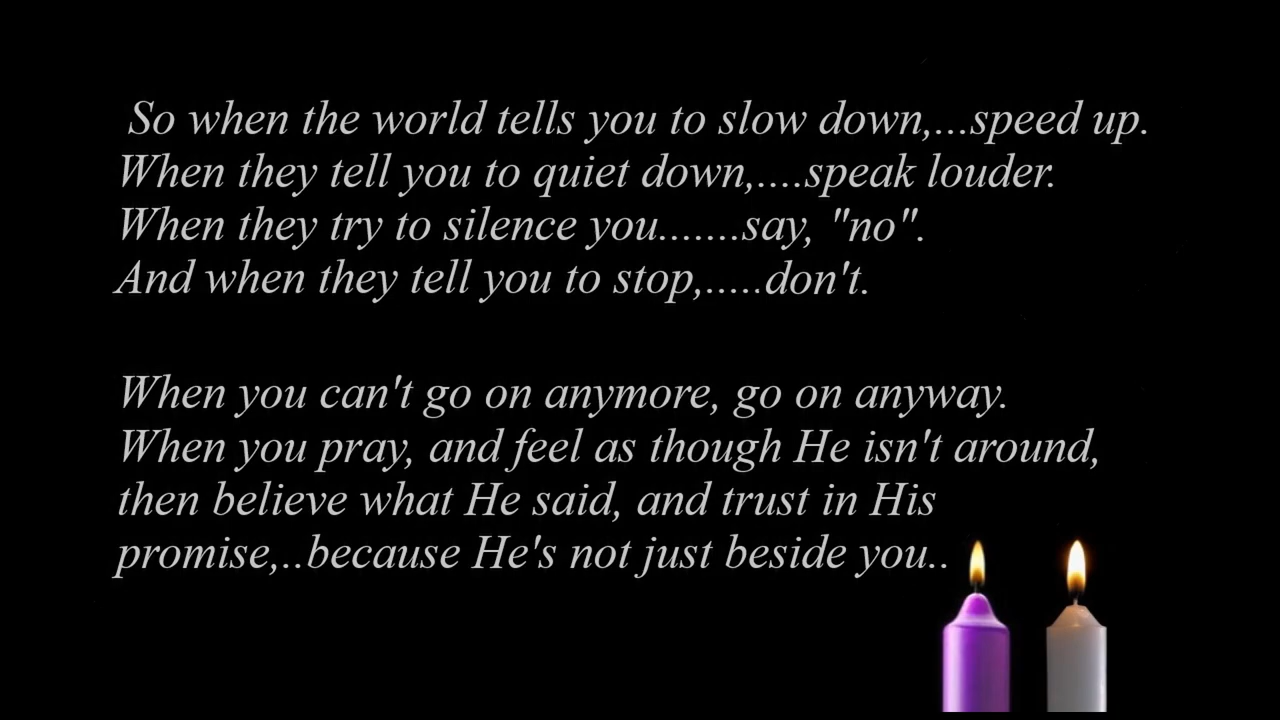 So when the world tells you to slow down,...speed up.
When they tell you to quiet down,....speak louder.
When they try to silence you.......say, "no".
And when they tell you to stop,.....don't.
When you can't go on anymore, go on anyway.
When you pray, and feel as though He isn't around,
then believe what He said, and trust in His
promise,..because He's not just beside you..